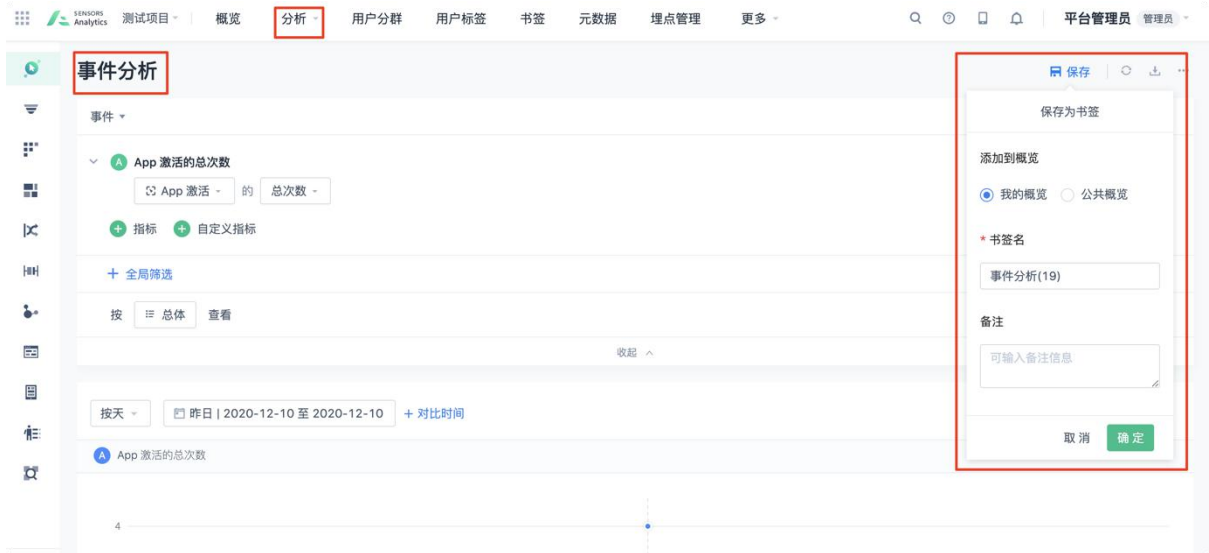 SENSORS
Analytics 测试项目 概览 分析 用户分群 用户标签 书签 元数据 埋点管理 更多 平台管理员 管理员
事件分析
保存
保存为书签
事件
添加到概览
A App 激活的总次数
App 激活 的 总次数
我的概览 公共概览
指标 自定义指标
* 书签名
全局筛选
事件分析(19)
按 总体 查看
备注
收起
可输入备注信息
按天 昨日 | 2020-12-10 至 2020-12-10 + 对比时间
取消 确定
A App 激活的总次数
4